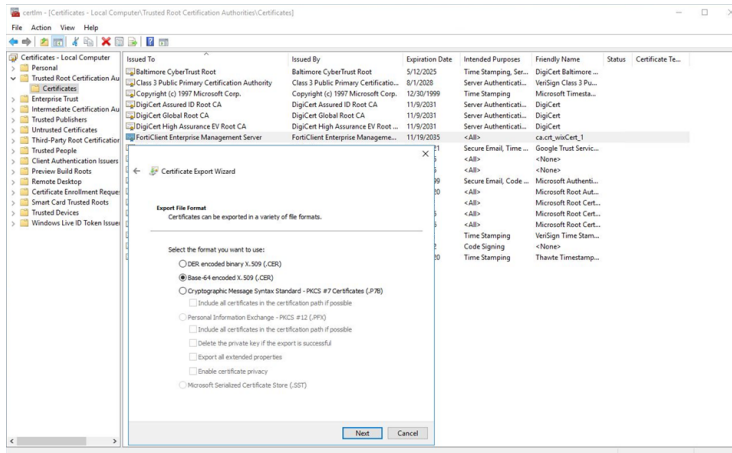 certlm - [Certificates - Local Computer\Trusted Root Certification Authorities\Certificates]
File Action View Help
Certificates - Local Computer
Personal
Trusted Root Certification Au
Certificates
Enterprise Trust
Intermediate Certification Au
Trusted Publishers
Untrusted Certificates
Third-Party Root Certification
Trusted People
Client Authentication Issuers
Preview Build Roots
Remote Desktop
Certificate Enrollment Reques
Smart Card Trusted Roots
Trusted Devices
Windows Live ID Token Issuer
Issued To Issued By Expiration Date Intended Purposes Friendly Name Status Certificate Te...
Baltimore CyberTrust Root Baltimore CyberTrust Root 5/12/2025 Time Stamping, Ser... DigiCert Baltimore ...
Class 3 Public Primary Certification Authority Class 3 Public Primary Certificatio... 8/1/2028 Server Authenticati... VeriSign Class 3 Pu...
Copyright (c) 1997 Microsoft Corp. Copyright (c) 1997 Microsoft Corp. 12/30/1999 Time Stamping Microsoft Timesta...
DigiCert Assured ID Root CA DigiCert Assured ID Root CA 11/9/2031 Server Authenticati... DigiCert
DigiCert Global Root CA DigiCert Global Root CA 11/9/2031 Server Authenticati... DigiCert
DigiCert High Assurance EV Root CA DigiCert High Assurance EV Root ... 11/9/2031 Server Authenticati... DigiCert
FortiClient Enterprise Management Server FortiClient Enterprise Manageme... 11/19/2035 <All> ca.crt_wixCert_1
Secure Email, Time ... Google Trust Servic...
<All> <None>
<All> <None>
Secure Email, Code ... Microsoft Authenti...
<All> Microsoft Root Aut...
<All> Microsoft Root Cert...
<All> Microsoft Root Cert...
<All> Microsoft Root Cert...
Time Stamping VeriSign Time Stam...
Code Signing <None>
Time Stamping Thawte Timestamp...
Certificate Export Wizard
Export File Format
Certificates can be exported in a variety of file formats.
Select the format you want to use:
DER encoded binary X.509 (.CER)
Base-64 encoded X.509 (.CER)
Cryptographic Message Syntax Standard - PKCS #7 Certificates (.P7B)
Include all certificates in the certification path if possible
Personal Information Exchange - PKCS #12 (.PFX)
Include all certificates in the certification path if possible
Delete the private key if the export is successful
Export all extended properties
Enable certificate privacy
Microsoft Serialized Certificate Store (.SST)
Next Cancel